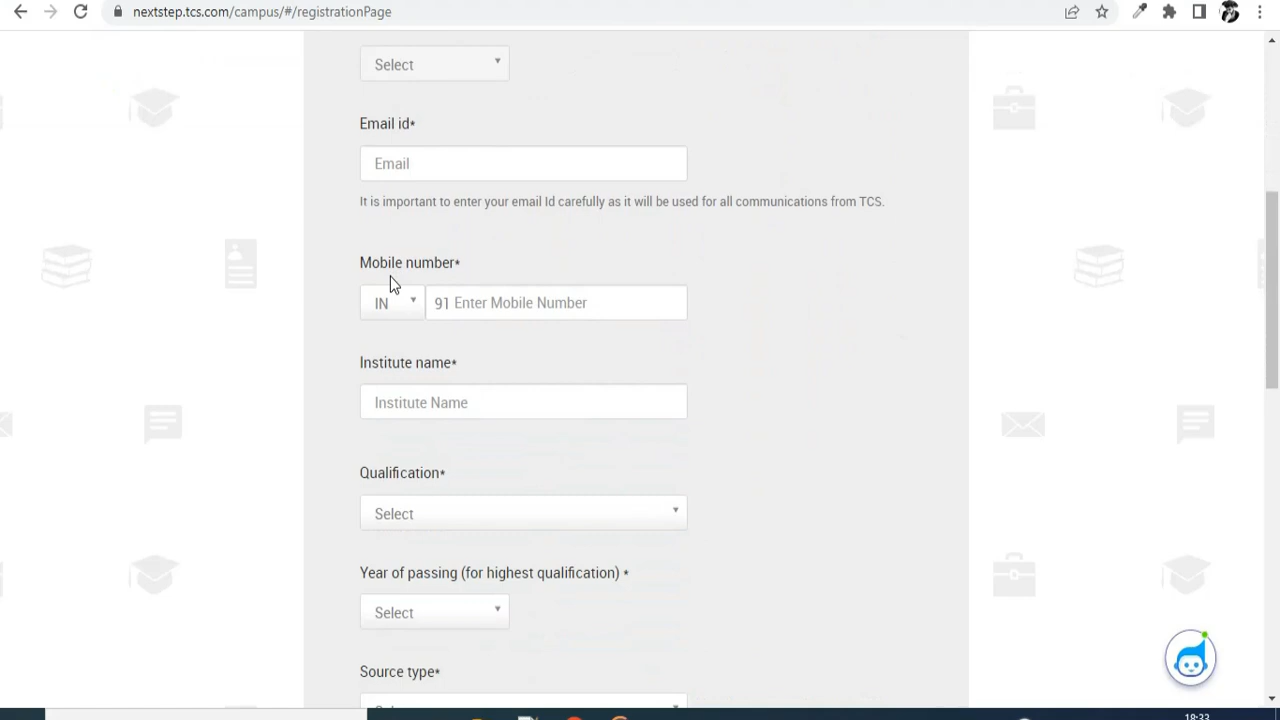 nextstep.tcs.com/campus/#/registrationPage
Select
Email id*
Email
It is important to enter your email Id carefully as it will be used for all communications from TCS.
Mobile number*
IN
91 Enter Mobile Number
Institute name*
Institute Name
Qualification*
Select
Year of passing (for highest qualification) *
Select
Source type*
18:33